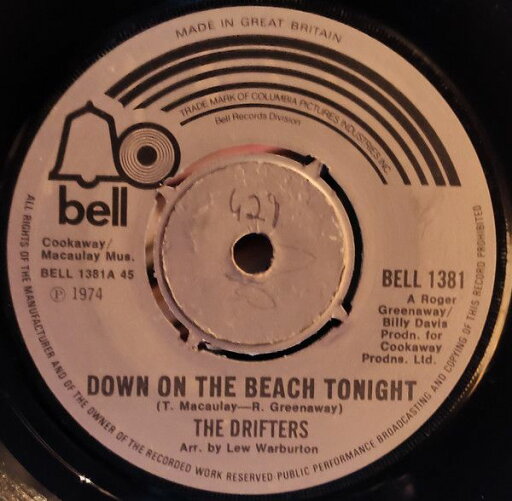 MADE IN GREAT BRITAIN
TRADE MARK OF COLUMBIA PICTURES INDUSTRIES INC.
Bell Records Division
bell
429
Cookaway/
Macaulay Mus.
BELL 1381A 45
Ⓟ 1974
BELL 1381
A Roger
Greenaway/
Billy Davis
Prodn. for
Cookaway
Prodns. Ltd.
DOWN ON THE BEACH TONIGHT
(T. Macaulay—R. Greenaway)
THE DRIFTERS
Arr. by Lew Warburton
ALL RIGHTS OF THE MANUFACTURER AND OF THE OWNER OF THE RECORDED WORK RESERVED·PUBLIC PERFORMANCE BROADCASTING AND COPYING OF THIS RECORD PROHIBITED